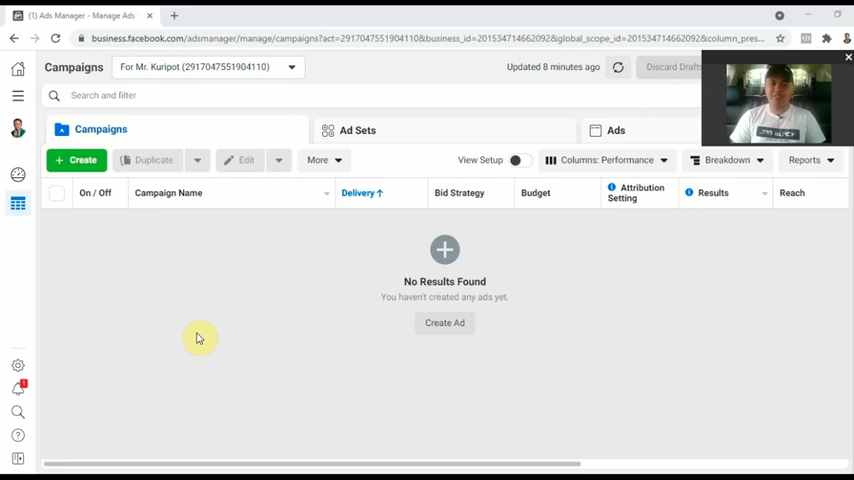 (1) Ads Manager - Manage Ads
business.facebook.com/adsmanager/manage/campaigns?act=2917047551904110&business_id=201534714662092&global_scope_id=201534714662092&column_pres...
Campaigns
For Mr. Kuripot (2917047551904110)
Updated 8 minutes ago
Discard Drafts
Search and filter
Campaigns
Ad Sets
Ads
+ Create
Duplicate
Edit
More
View Setup
Columns: Performance
Breakdown
Reports
On / Off
Campaign Name
Delivery ↑
Bid Strategy
Budget
Attribution
Setting
Results
Reach
No Results Found
You haven't created any ads yet.
Create Ad
1